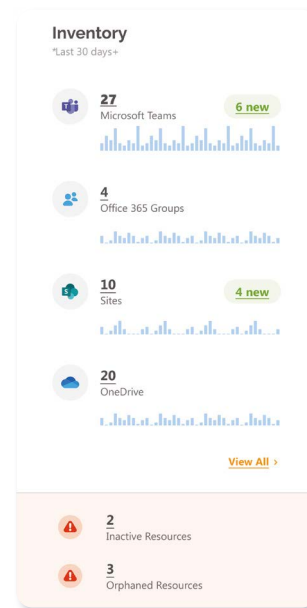 Inventory
*Last 30 days+
27
Microsoft Teams
6 new
4
Office 365 Groups
10
Sites
4 new
20
OneDrive
View All ›
2
Inactive Resources
3
Orphaned Resources